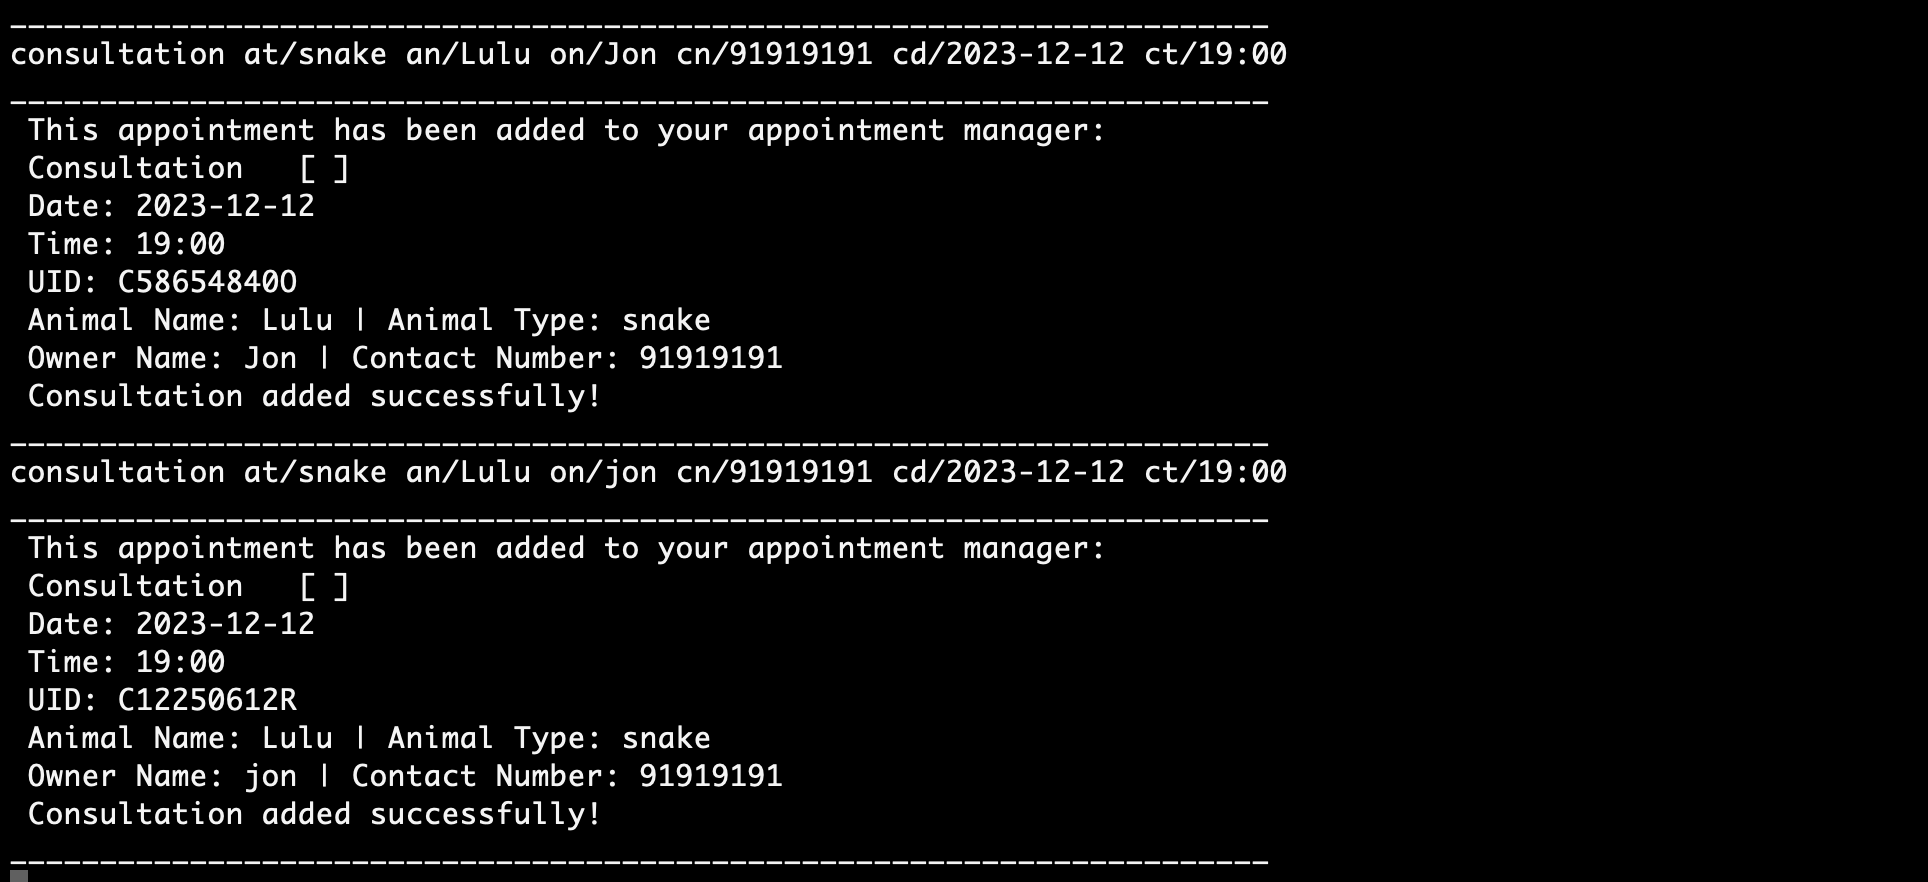 ______________________________________________________________________
consultation at/snake an/Lulu on/Jon cn/91919191 cd/2023-12-12 ct/19:00
______________________________________________________________________
This appointment has been added to your appointment manager:
Consultation   [ ]
Date: 2023-12-12
Time: 19:00
UID: C58654840O
Animal Name: Lulu | Animal Type: snake
Owner Name: Jon | Contact Number: 91919191
Consultation added successfully!
______________________________________________________________________
consultation at/snake an/Lulu on/jon cn/91919191 cd/2023-12-12 ct/19:00
______________________________________________________________________
This appointment has been added to your appointment manager:
Consultation   [ ]
Date: 2023-12-12
Time: 19:00
UID: C12250612R
Animal Name: Lulu | Animal Type: snake
Owner Name: jon | Contact Number: 91919191
Consultation added successfully!
______________________________________________________________________